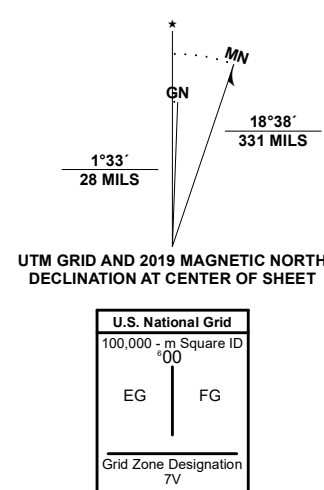 ★
MN
GN
18°38´
331 MILS
1°33´
28 MILS
UTM GRID AND 2019 MAGNETIC NORTH
DECLINATION AT CENTER OF SHEET
U.S. National Grid
100,000 - m Square ID
⁶00
EG FG
Grid Zone Designation
7V